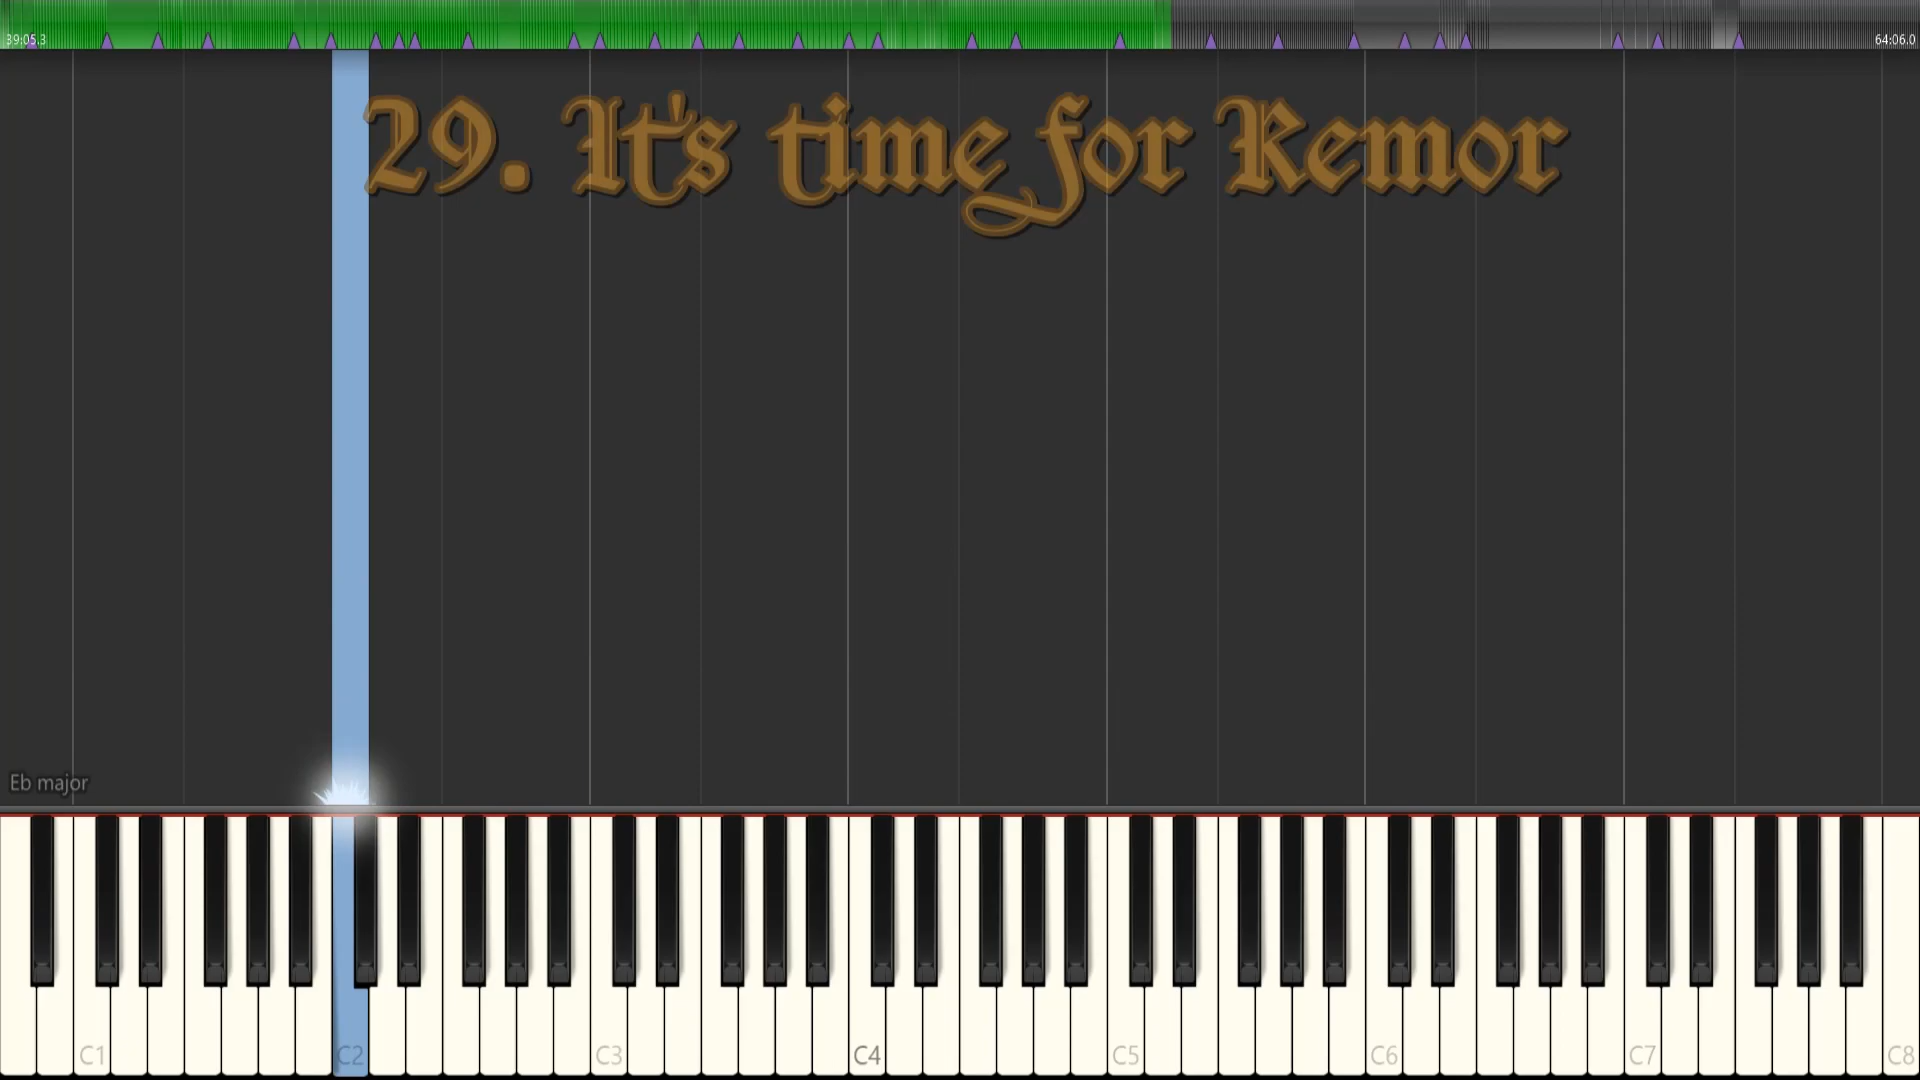 39:05.3
64:06.0
29. It's time for Remor
Eb major
C1 C2 C3 C4 C5 C6 C7 C8